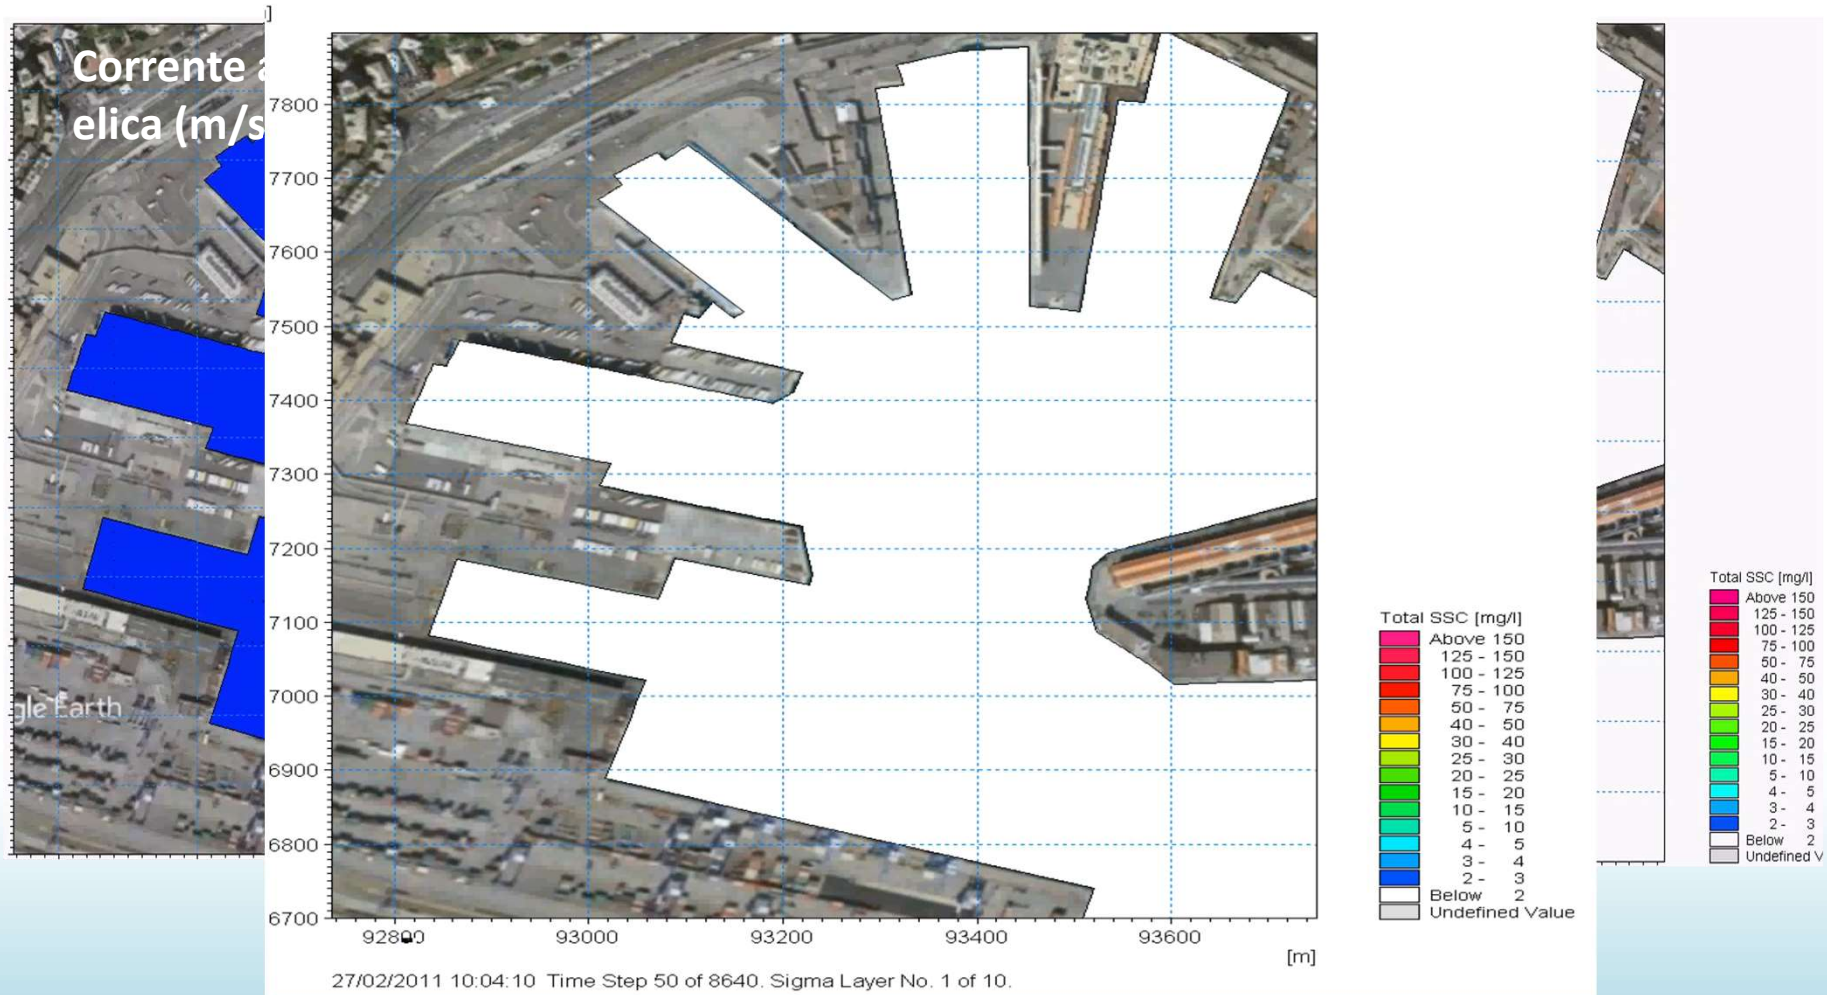 Corrente a
elica (m/s
]
7800
7700
7600
7500
7400
7300
7200
7100
7000
6900
6800
6700
93000
93200
93400
93600
[m]
27/02/2011 10:04:10 Time Step 50 of 8640. Sigma Layer No. 1 of 10.
gle Earth
Total SSC [mg/l]
Above 150
125 - 150
100 - 125
75 - 100
50 - 75
40 - 50
30 - 40
25 - 30
20 - 25
15 - 20
10 - 15
5 - 10
4 - 5
3 - 4
2 - 3
Below 2
Undefined Value
Total SSC [mg/l]
Above 150
125 - 150
100 - 125
75 - 100
50 - 75
40 - 50
30 - 40
25 - 30
20 - 25
15 - 20
10 - 15
5 - 10
4 - 5
3 - 4
2 - 3
Below 2
Undefined V